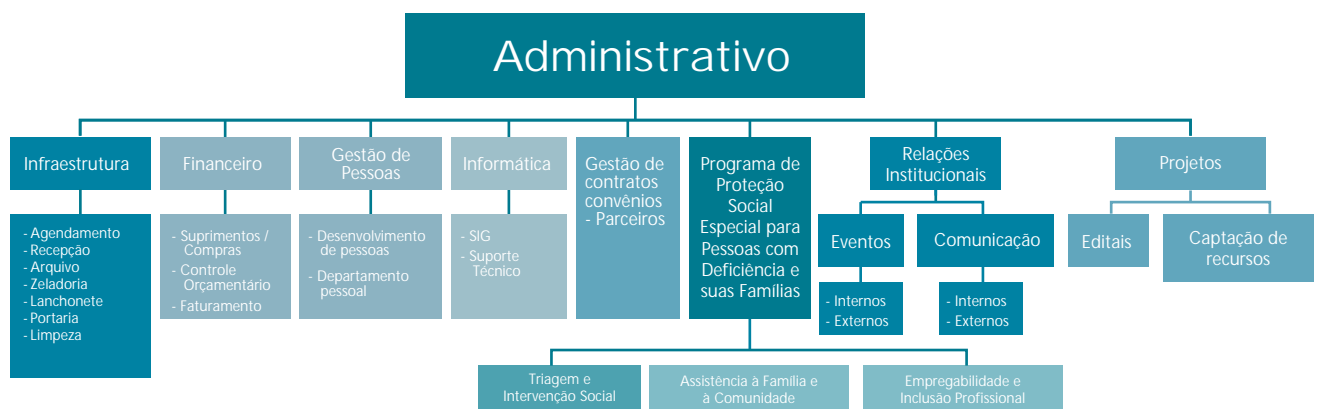 Administrativo
Infraestrutura
- Agendamento
- Recepção
- Arquivo
- Zeladoria
- Lanchonete
- Portaria
- Limpeza
Financeiro
- Suprimentos /
Compras
- Controle
Orçamentário
- Faturamento
Gestão de
Pessoas
- Desenvolvimento
de pessoas
- Departamento
pessoal
Informática
- SIG
- Suporte
Técnico
Gestão de
contratos
convênios
- Parceiros
Programa de
Proteção
Social
Especial para
Pessoas com
Deficiência e
suas Famílias
Triagem e
Intervenção Social
Assistência à Família e
à Comunidade
Empregabilidade e
Inclusão Profissional
Relações
Institucionais
Eventos
- Internos
- Externos
Comunicação
- Internos
- Externos
Projetos
Editais
Captação de
recursos